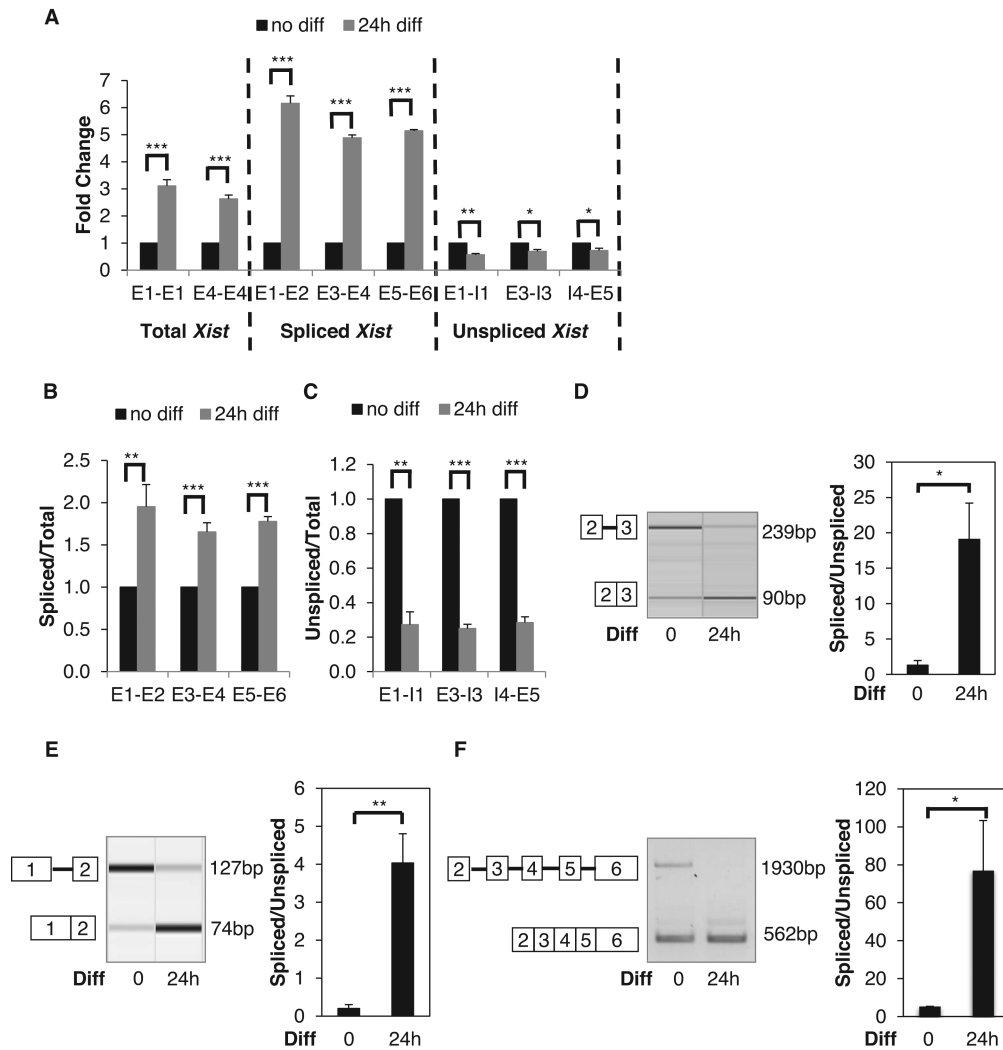 A
no diff 24h diff
Fold Change
7
6
5
4
3
2
1
0
*** *** *** *** *** ** * *
E1-E1 E4-E4 E1-E2 E3-E4 E5-E6 E1-I1 E3-I3 I4-E5
Total Xist Spliced Xist Unspliced Xist
B
no diff 24h diff
Spliced/Total
2.5
2.0
1.5
1.0
0.5
0.0
** *** ***
E1-E2 E3-E4 E5-E6
C
no diff 24h diff
Unspliced/Total
1.2
1.0
0.8
0.6
0.4
0.2
0.0
** *** ***
E1-I1 E3-I3 I4-E5
D
2 3 239bp
2 3 90bp
Diff 0 24h
Spliced/Unspliced
30
25
20
15
10
5
0
*
Diff 0 24h
E
1 2 127bp
1 2 74bp
Diff 0 24h
Spliced/Unspliced
6
5
4
3
2
1
0
**
Diff 0 24h
F
2 3 4 5 6 1930bp
2 3 4 5 6 562bp
Diff 0 24h
Spliced/Unspliced
120
100
80
60
40
20
0
*
Diff 0 24h